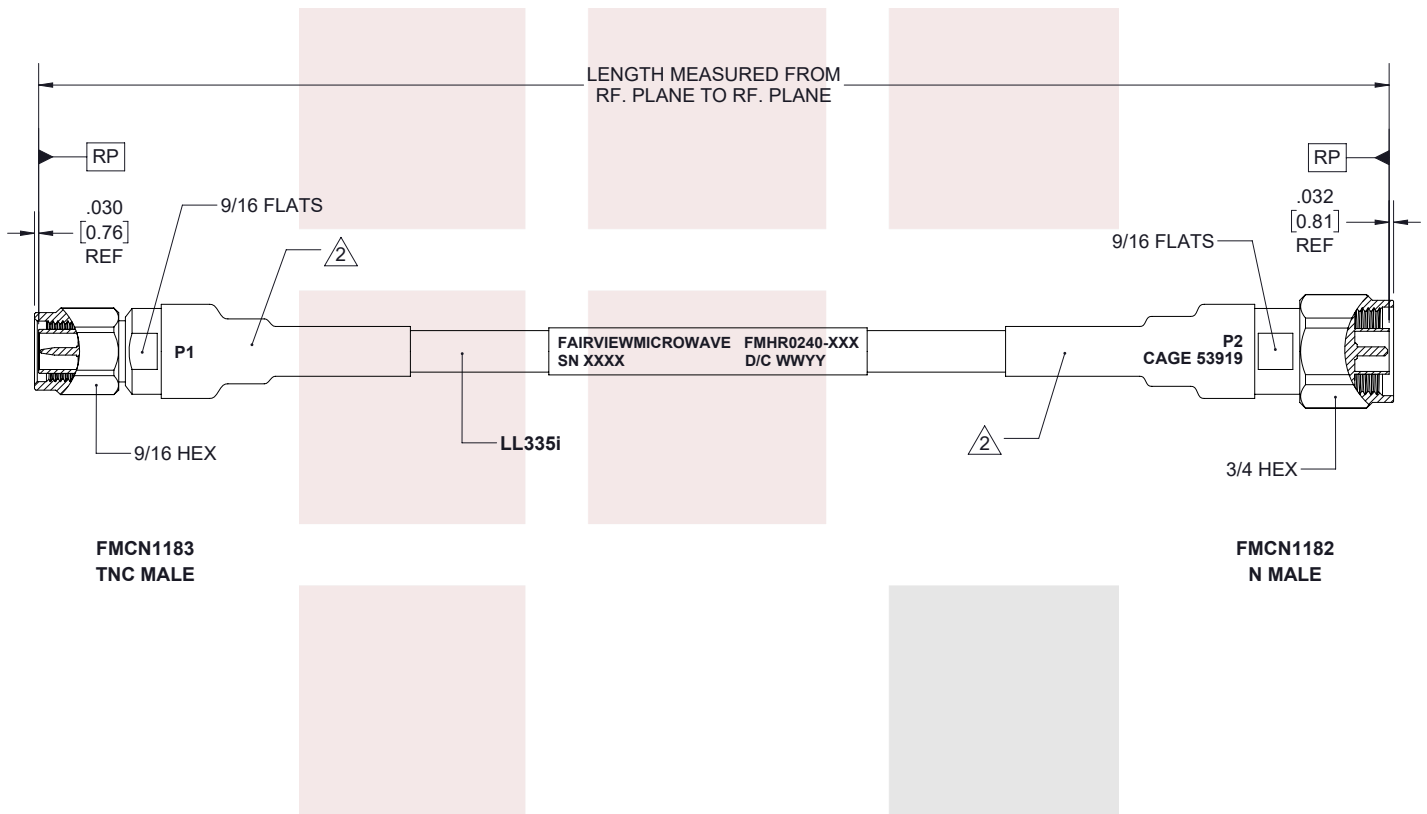 LENGTH MEASURED FROM
RF. PLANE TO RF. PLANE
RP
RP
.030
[0.76]
REF
9/16 FLATS
2
.032
[0.81]
REF
9/16 FLATS
P1
FAIRVIEWMICROWAVE FMHR0240-XXX
SN XXXX D/C WWYY
P2
CAGE 53919
9/16 HEX
LL335i
2
3/4 HEX
FMCN1183
TNC MALE
FMCN1182
N MALE